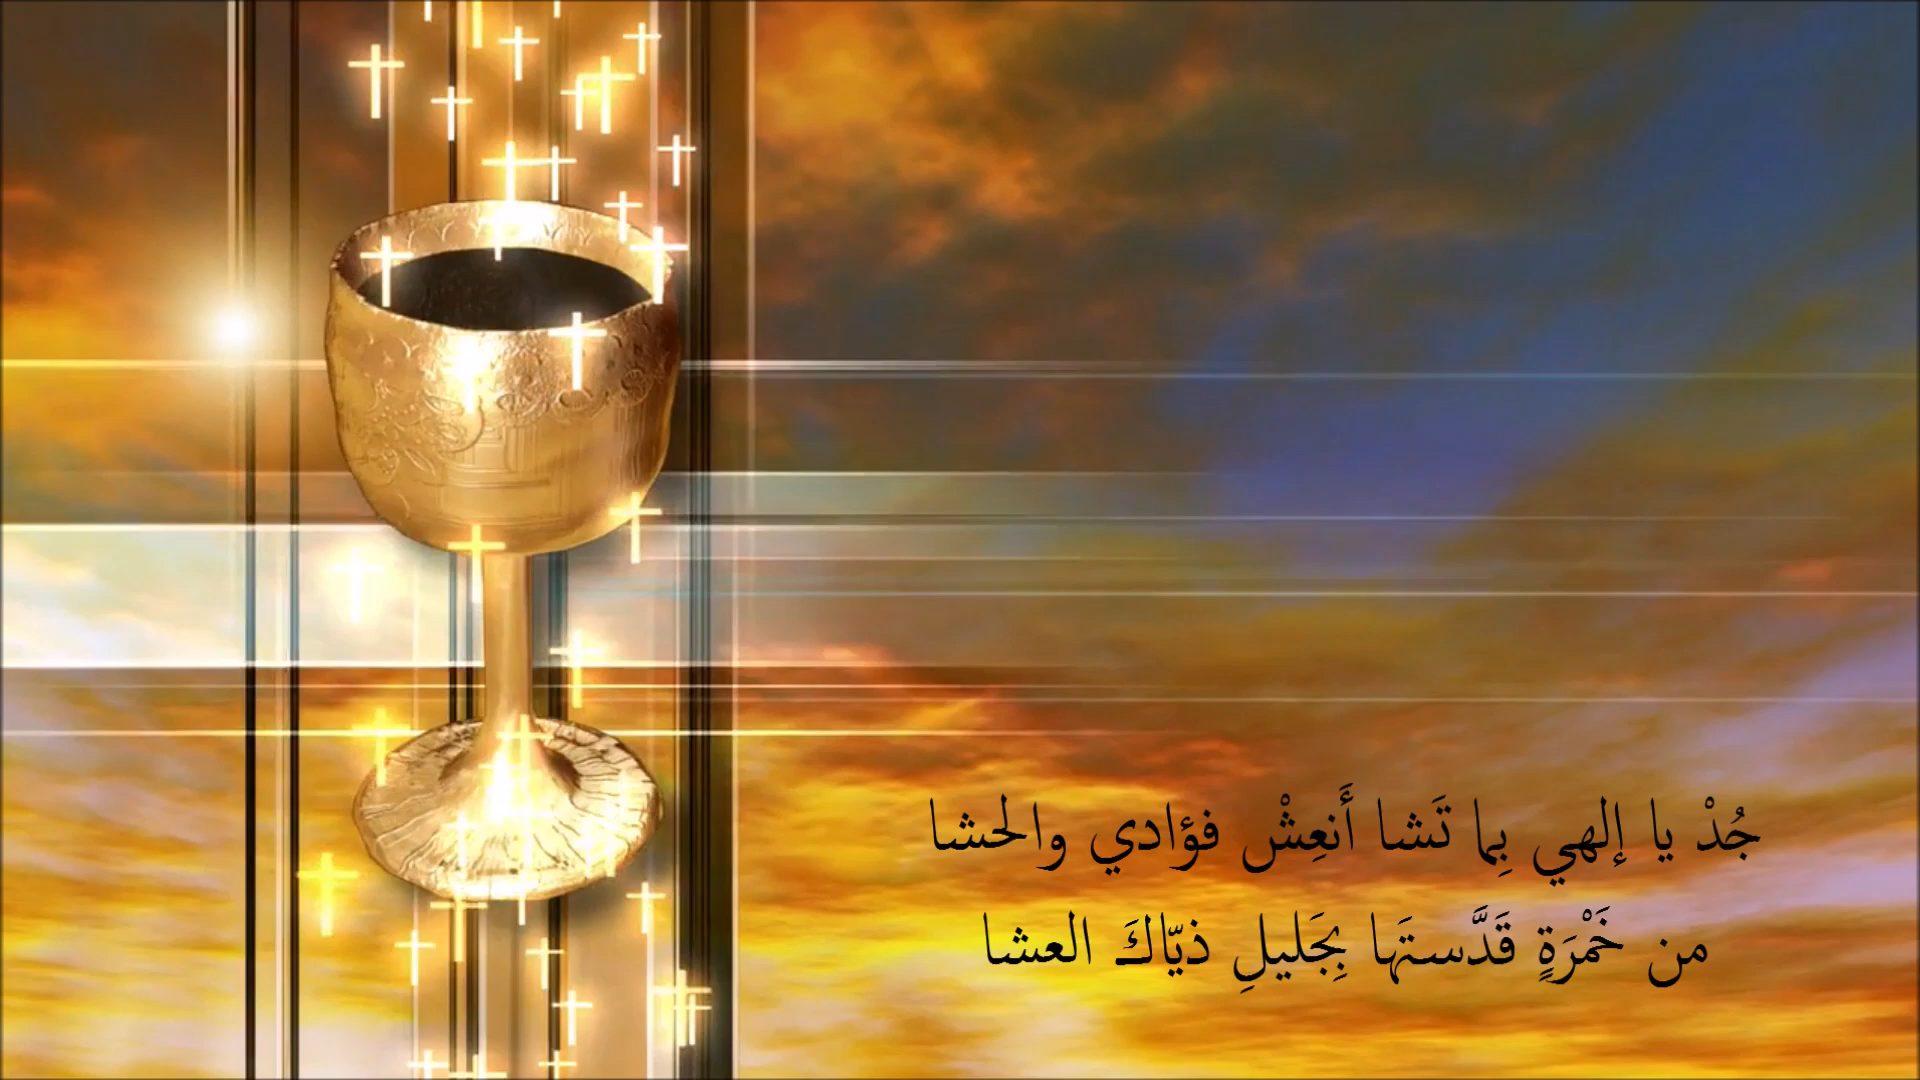 جُدْ يا إلهي بِما تَشا أَنعِشْ فؤادي والحشا
من خَمْرَةٍ قَدَّستَها بِجَليلِ ذيّاكَ العشا